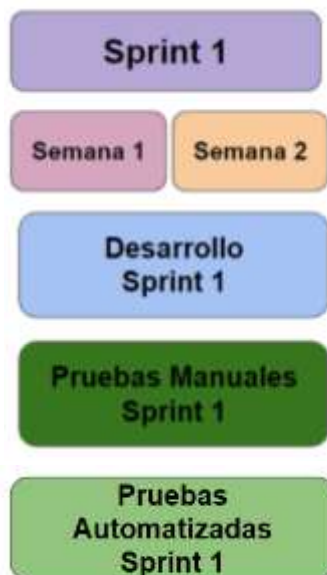 Sprint 1
Semana 1
Semana 2
Desarrollo
Sprint 1
Pruebas Manuales
Sprint 1
Pruebas
Automatizadas
Sprint 1